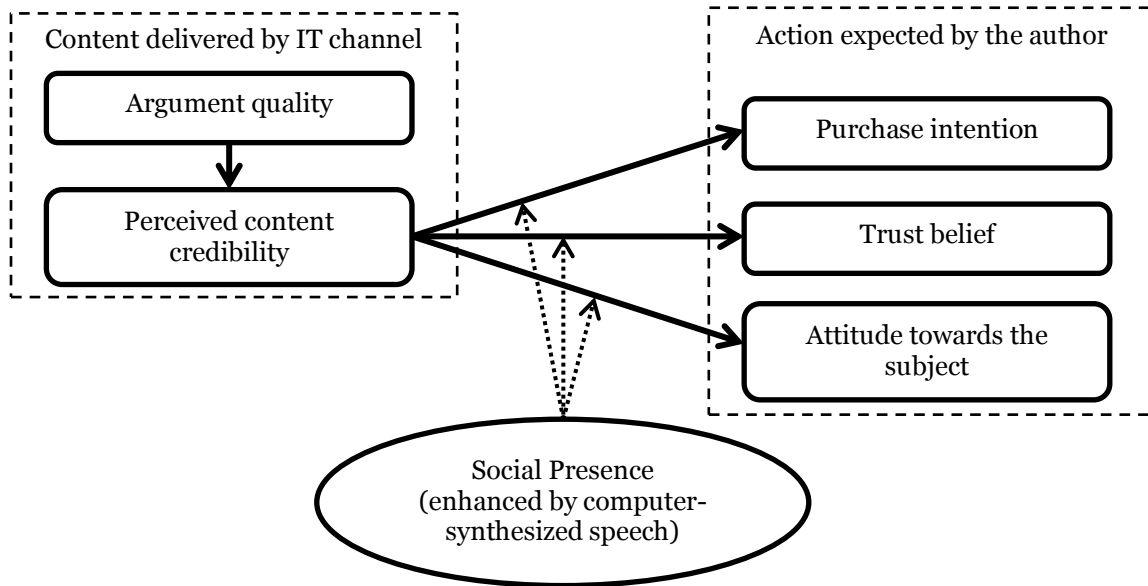 Content delivered by IT channel
Argument quality
Perceived content
credibility
Action expected by the author
Purchase intention
Trust belief
Attitude towards the
subject
Social Presence
(enhanced by computer-
synthesized speech)